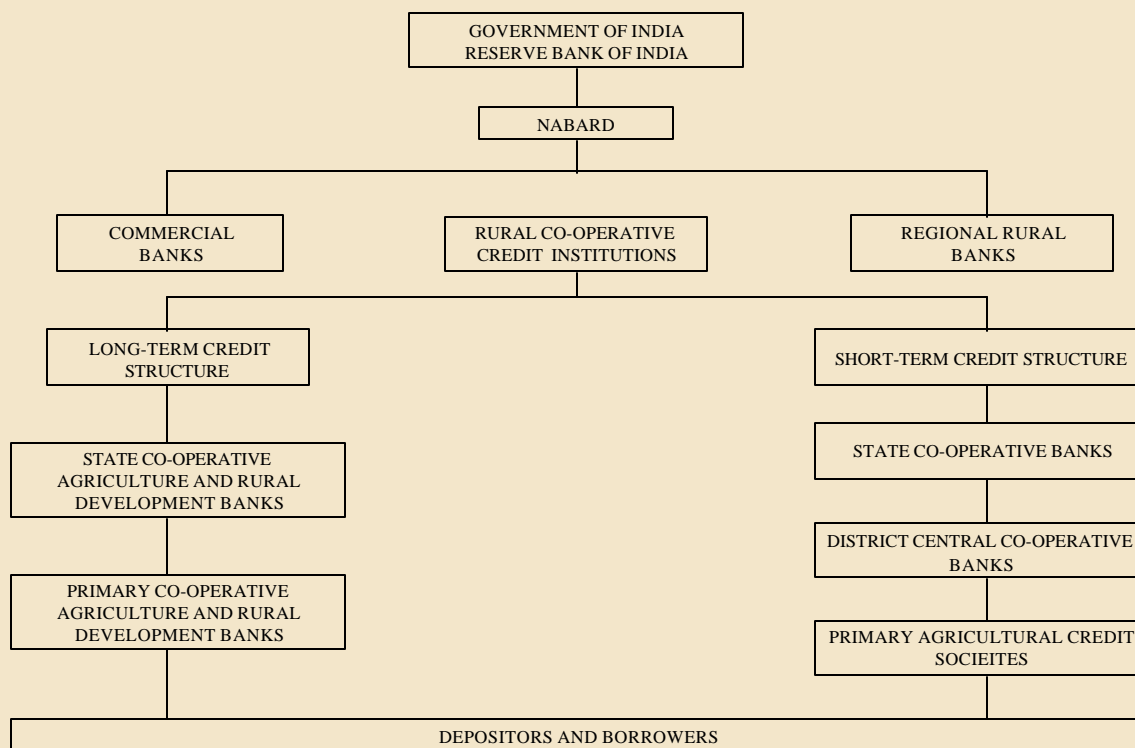 GOVERNMENT OF INDIA
RESERVE BANK OF INDIA
NABARD
COMMERCIAL
BANKS
RURAL CO-OPERATIVE
CREDIT INSTITUTIONS
REGIONAL RURAL
BANKS
LONG-TERM CREDIT
STRUCTURE
SHORT-TERM CREDIT STRUCTURE
STATE CO-OPERATIVE
AGRICULTURE AND RURAL
DEVELOPMENT BANKS
STATE CO-OPERATIVE BANKS
DISTRICT CENTRAL CO-OPERATIVE
BANKS
PRIMARY CO-OPERATIVE
AGRICULTURE AND RURAL
DEVELOPMENT BANKS
PRIMARY AGRICULTURAL CREDIT
SOCIEITES
DEPOSITORS AND BORROWERS